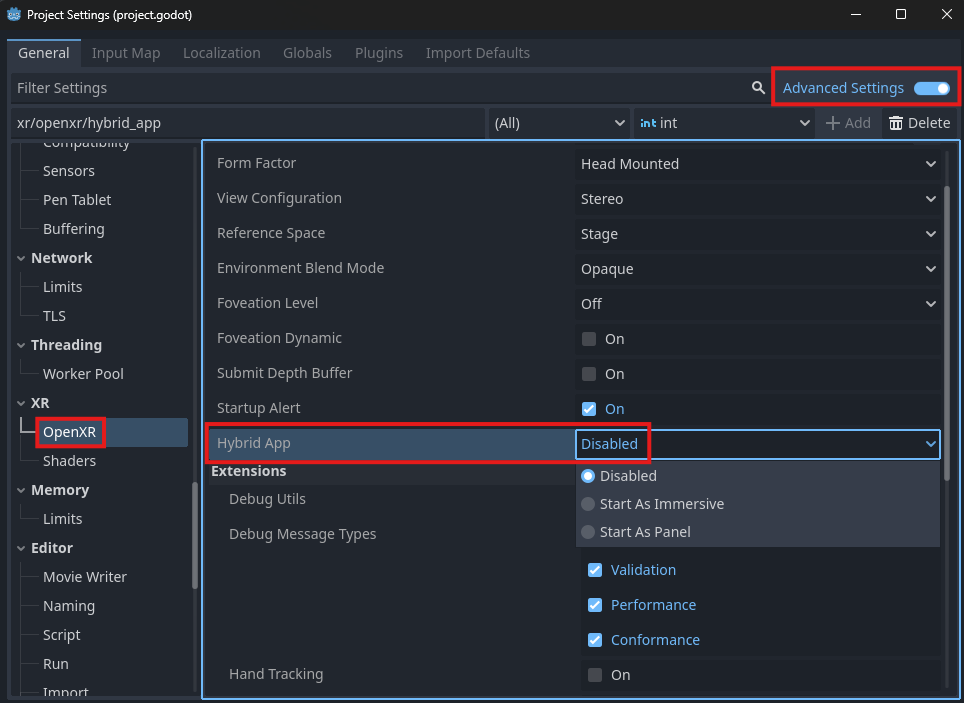 Project Settings (project.godot)
General Input Map Localization Globals Plugins Import Defaults
Filter Settings Advanced Settings
xr/openxr/hybrid_app (All) int int Add Delete
Compatibility
Sensors
Pen Tablet
Buffering
Network
Limits
TLS
Threading
Worker Pool
XR
OpenXR
Shaders
Memory
Limits
Editor
Movie Writer
Naming
Script
Run
Import
Form Factor Head Mounted
View Configuration Stereo
Reference Space Stage
Environment Blend Mode Opaque
Foveation Level Off
Foveation Dynamic On
Submit Depth Buffer On
Startup Alert On
Hybrid App Disabled
Extensions Disabled
Debug Utils Start As Immersive
Debug Message Types Start As Panel
Validation
Performance
Conformance
Hand Tracking On